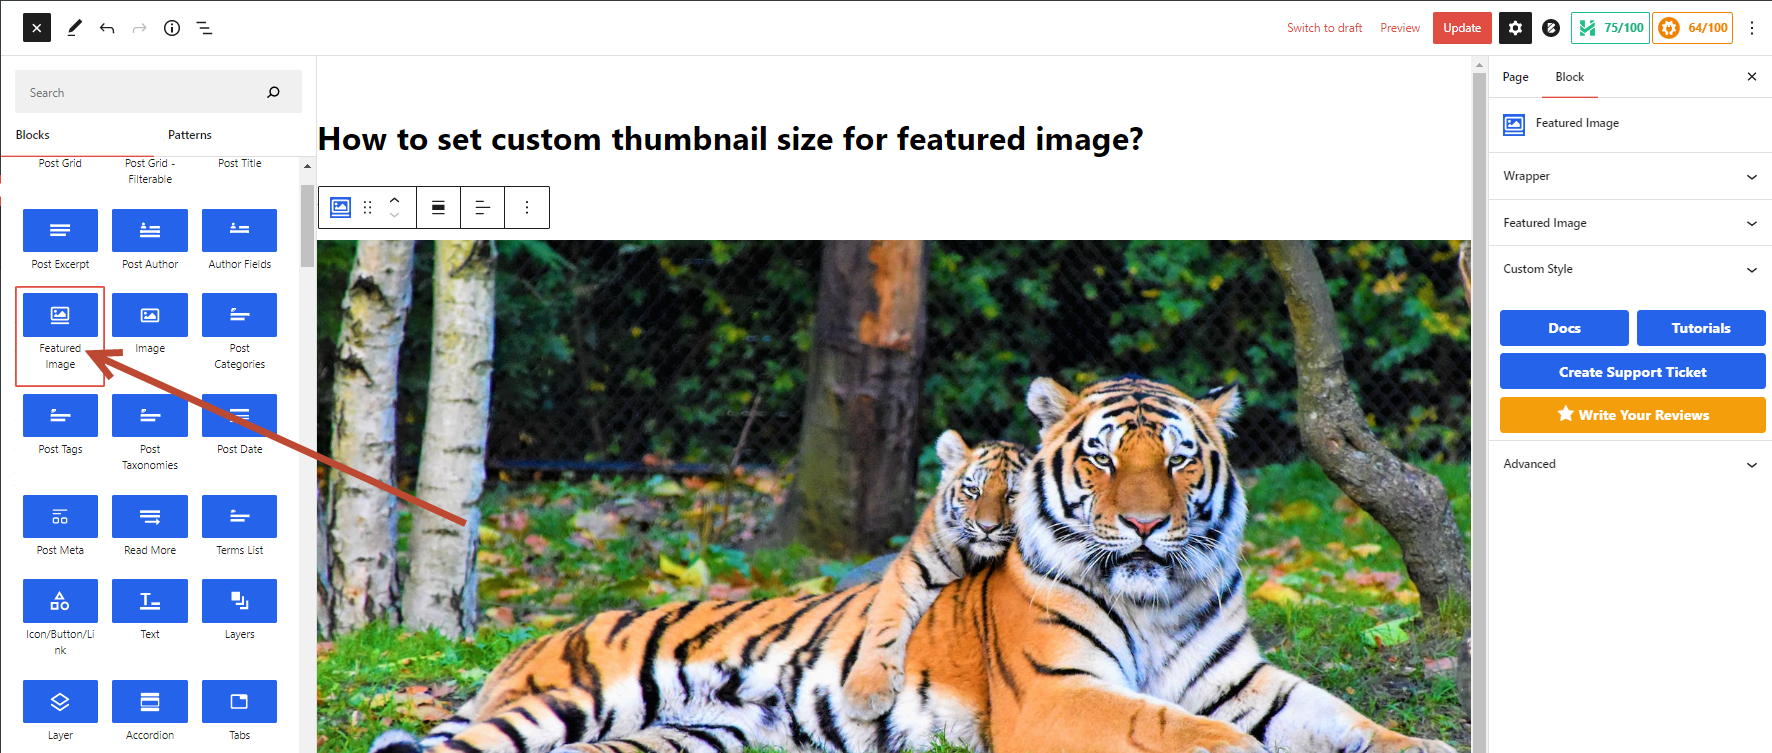 Switch to draft
Preview
Update
75/100
64/100
Search
Blocks
Patterns
Post Grid
Post Grid -
Filterable
Post Title
Post Excerpt
Post Author
Author Fields
Featured
Image
Image
Post
Categories
Post Tags
Post
Taxonomies
Post Date
Post Meta
Read More
Terms List
Icon/Button/Li
nk
Text
Layers
Layer
Accordion
Tabs
How to set custom thumbnail size for featured image?
Page
Block
Featured Image
Wrapper
Featured Image
Custom Style
Docs
Tutorials
Create Support Ticket
Write Your Reviews
Advanced